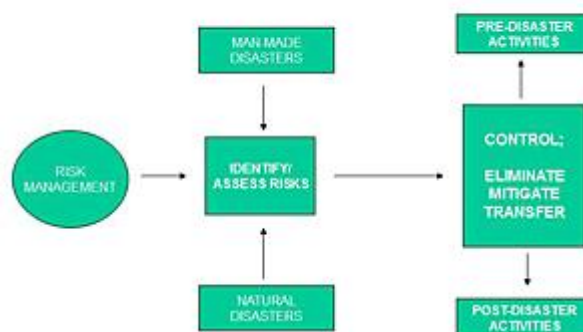 MAN MADE
DISASTERS
PRE-DISASTER
ACTIVITIES
RISK
MANAGEMENT
IDENTIFY/
ASSESS RISKS
CONTROL;
ELIMINATE
MITIGATE
TRANSFER
NATURAL
DISASTERS
POST-DISASTER
ACTIVITIES